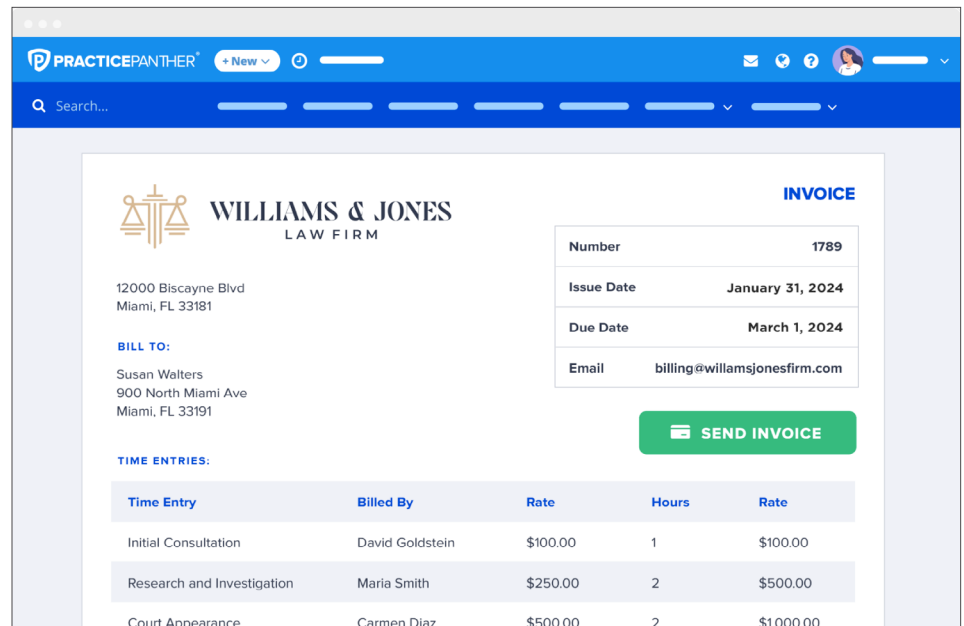 PRACTICEPANTHER®
+ New
Search...
WILLIAMS & JONES
LAW FIRM
INVOICE
Number 1789
Issue Date January 31, 2024
Due Date March 1, 2024
Email billing@willamsjonesfirm.com
12000 Biscayne Blvd
Miami, FL 33181
BILL TO:
Susan Walters
900 North Miami Ave
Miami, FL 33191
SEND INVOICE
TIME ENTRIES:
Time Entry Billed By Rate Hours Rate
Initial Consultation David Goldstein $100.00 1 $100.00
Research and Investigation Maria Smith $250.00 2 $500.00
Court Appearance Carmen Diaz $500.00 2 $1,000.00